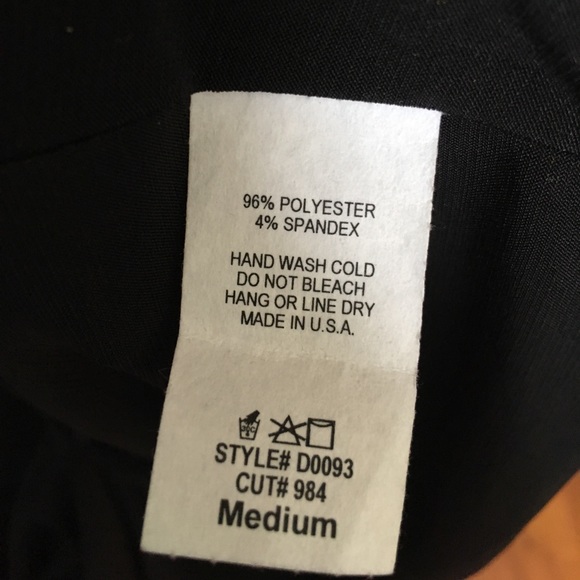 96% POLYESTER
4% SPANDEX
HAND WASH COLD
DO NOT BLEACH
HANG OR LINE DRY
MADE IN U.S.A.
STYLE# D0093
CUT# 984
Medium